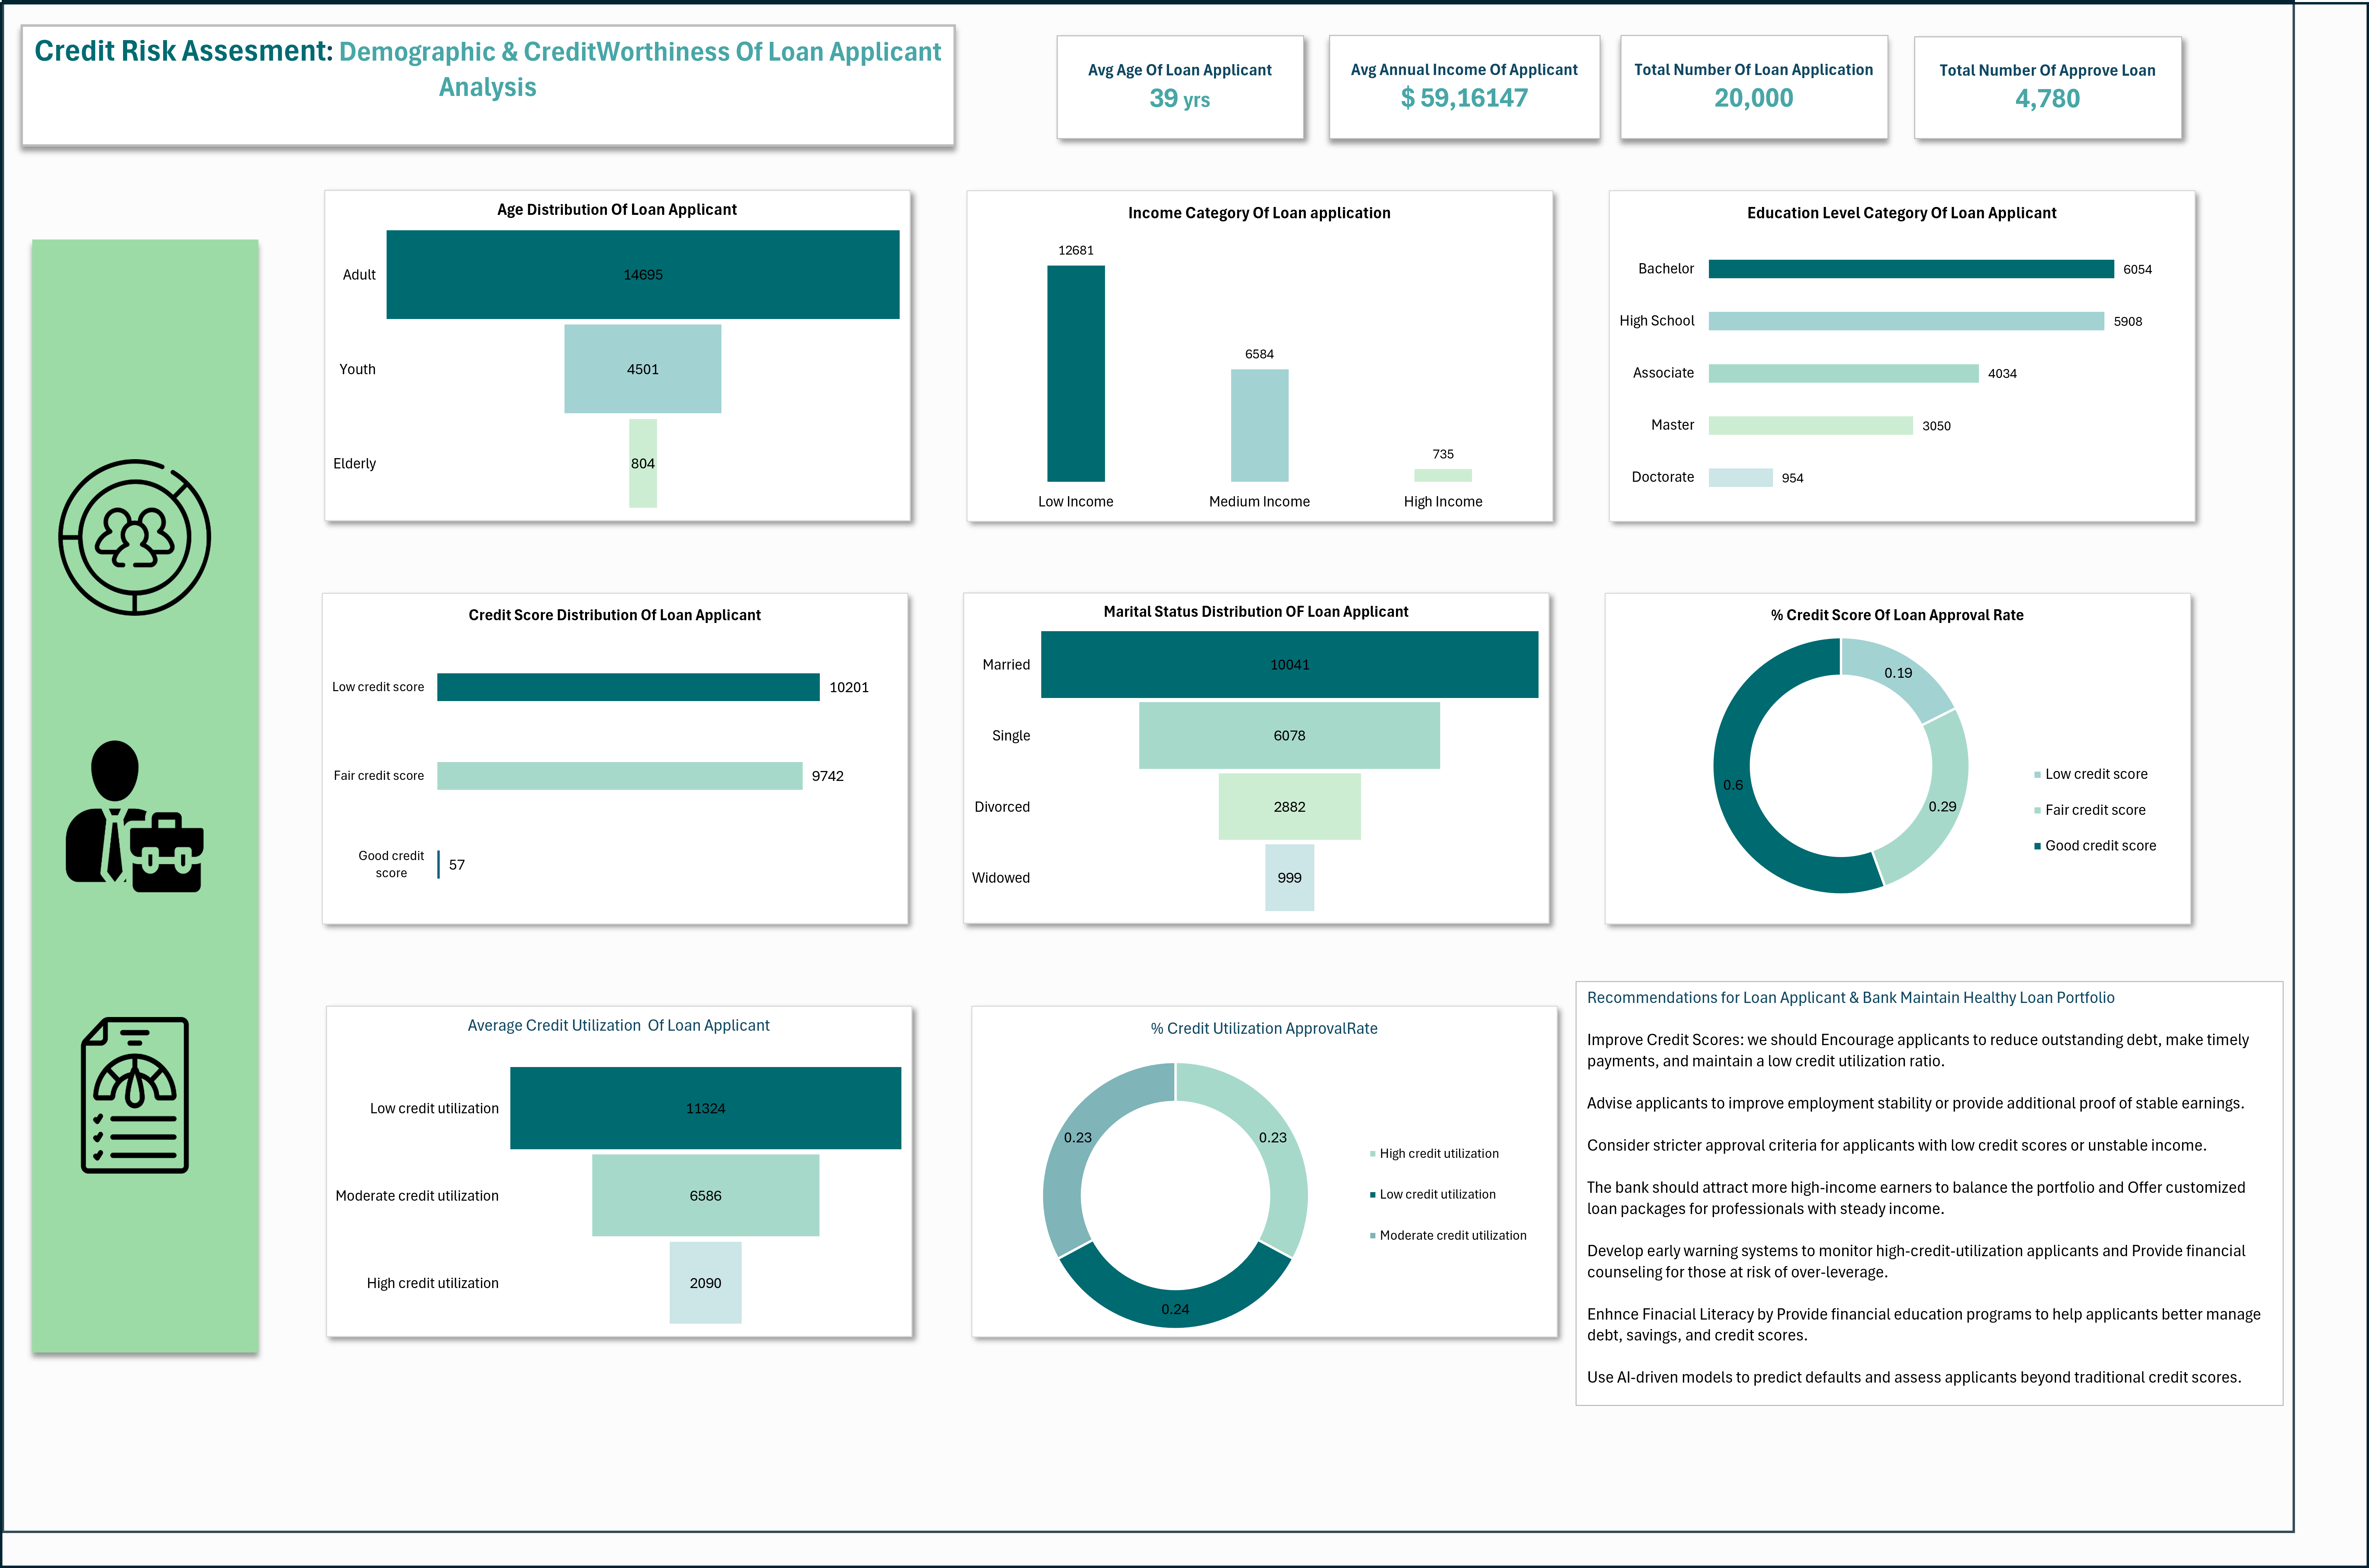 Credit Risk Assesment: Demographic & CreditWorthiness Of Loan Applicant
Analysis
Avg Age Of Loan Applicant
39 yrs
Avg Annual Income Of Applicant
$ 59,16147
Total Number Of Loan Application
20,000
Total Number Of Approve Loan
4,780
Age Distribution Of Loan Applicant
Adult
14695
Youth
4501
Elderly
804
Income Category Of Loan application
12681
6584
735
Low Income
Medium Income
High Income
Education Level Category Of Loan Applicant
Bachelor
6054
High School
5908
Associate
4034
Master
3050
Doctorate
954
Credit Score Distribution Of Loan Applicant
Low credit score
10201
Fair credit score
9742
Good credit
score
57
Marital Status Distribution OF Loan Applicant
Married
10041
Single
6078
Divorced
2882
Widowed
999
% Credit Score Of Loan Approval Rate
0.19
0.6
0.29
Low credit score
Fair credit score
Good credit score
Average Credit Utilization Of Loan Applicant
Low credit utilization
11324
Moderate credit utilization
6586
High credit utilization
2090
% Credit Utilization ApprovalRate
0.23
0.23
0.24
High credit utilization
Low credit utilization
Moderate credit utilization
Recommendations for Loan Applicant & Bank Maintain Healthy Loan Portfolio
Improve Credit Scores: we should Encourage applicants to reduce outstanding debt, make timely
payments, and maintain a low credit utilization ratio.
Advise applicants to improve employment stability or provide additional proof of stable earnings.
Consider stricter approval criteria for applicants with low credit scores or unstable income.
The bank should attract more high-income earners to balance the portfolio and Offer customized
loan packages for professionals with steady income.
Develop early warning systems to monitor high-credit-utilization applicants and Provide financial
counseling for those at risk of over-leverage.
Enhnce Finacial Literacy by Provide financial education programs to help applicants better manage
debt, savings, and credit scores.
Use AI-driven models to predict defaults and assess applicants beyond traditional credit scores.